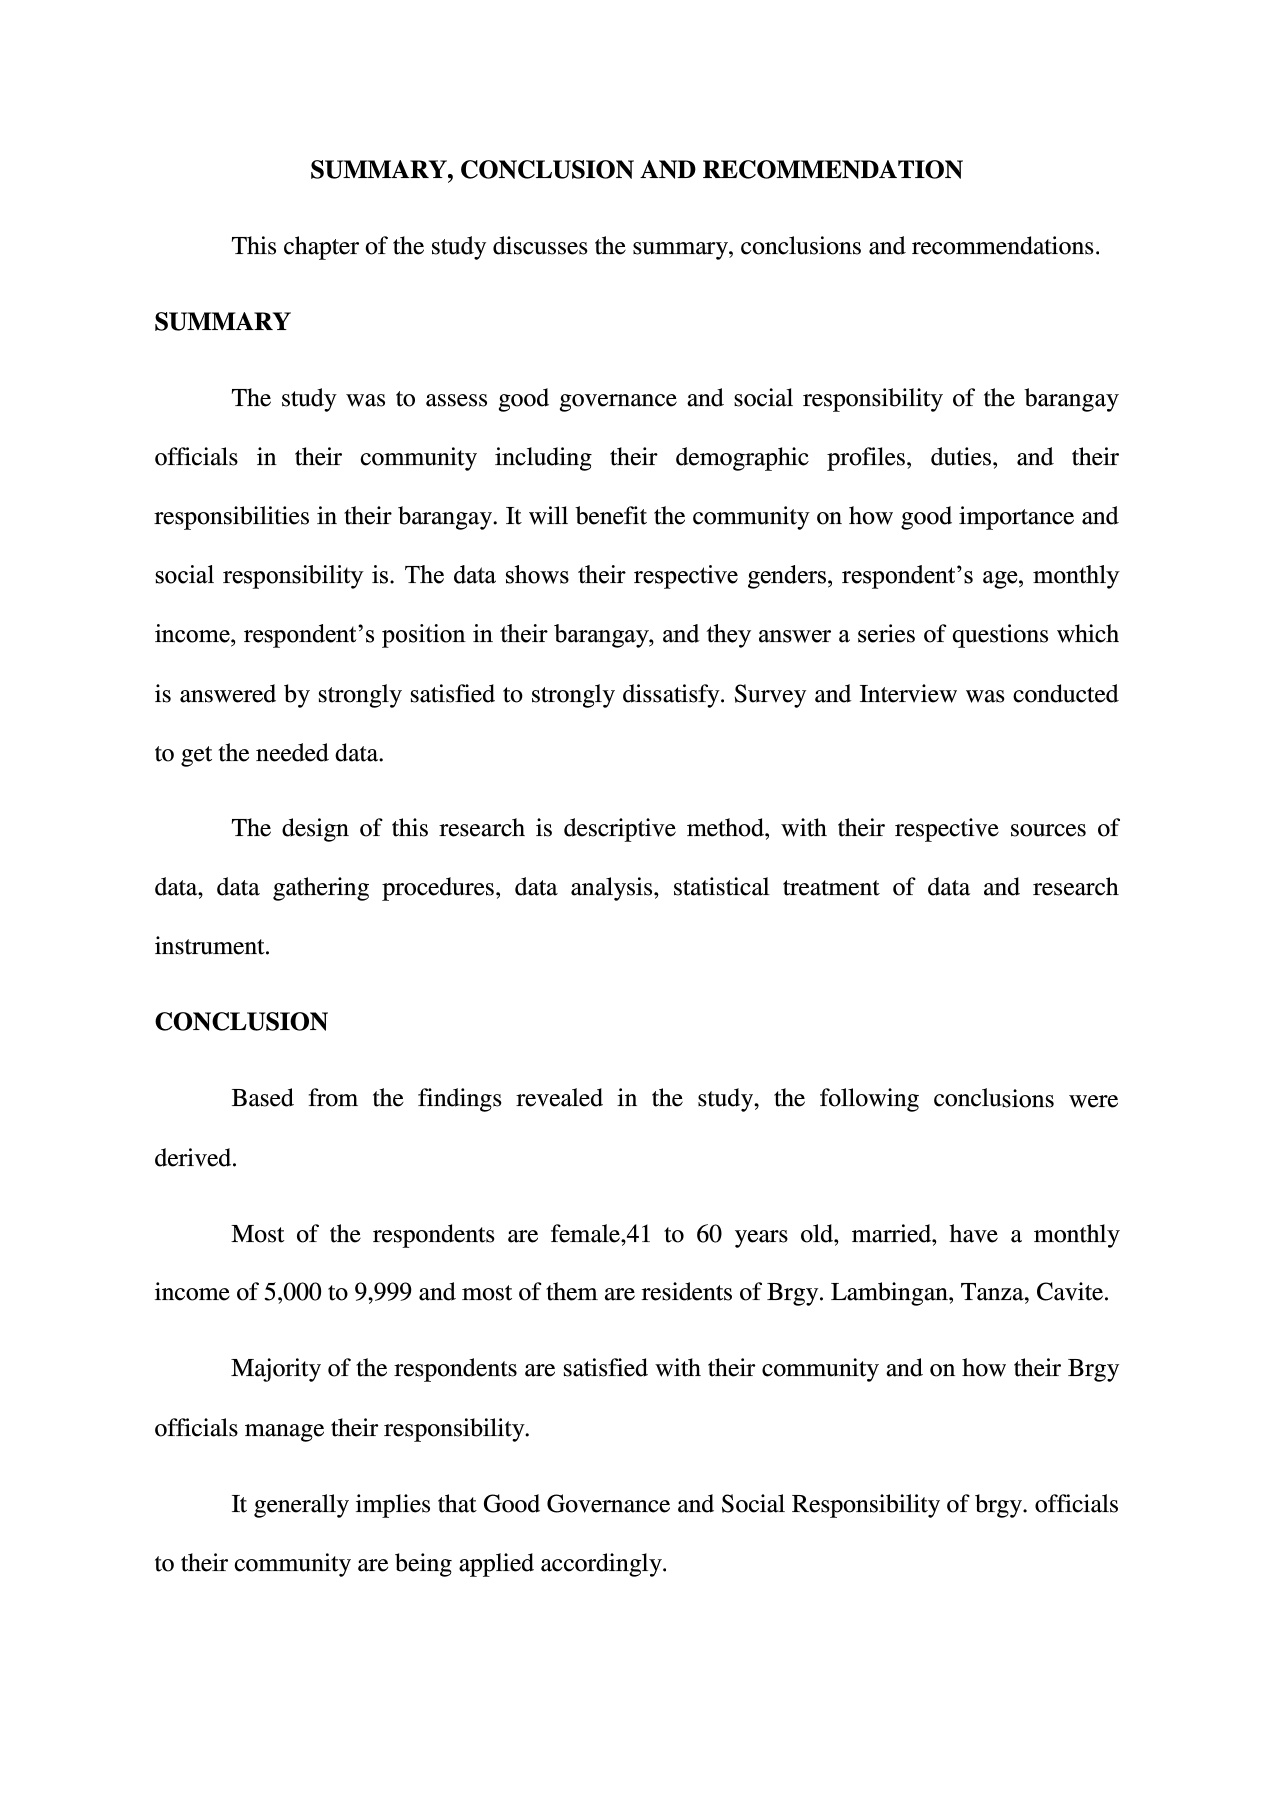 SUMMARY, CONCLUSION AND RECOMMENDATION
This chapter of the study discusses the summary, conclusions and recommendations.
SUMMARY
The study was to assess good governance and social responsibility of the barangay
officials in their community including their demographic profiles, duties, and their
responsibilities in their barangay. It will benefit the community on how good importance and
social responsibility is. The data shows their respective genders, respondent’s age, monthly
income, respondent’s position in their barangay, and they answer a series of questions which
is answered by strongly satisfied to strongly dissatisfy. Survey and Interview was conducted
to get the needed data.
The design of this research is descriptive method, with their respective sources of
data, data gathering procedures, data analysis, statistical treatment of data and research
instrument.
CONCLUSION
Based from the findings revealed in the study, the following conclusions were
derived.
Most of the respondents are female,41 to 60 years old, married, have a monthly
income of 5,000 to 9,999 and most of them are residents of Brgy. Lambingan, Tanza, Cavite.
Majority of the respondents are satisfied with their community and on how their Brgy
officials manage their responsibility.
It generally implies that Good Governance and Social Responsibility of brgy. officials
to their community are being applied accordingly.